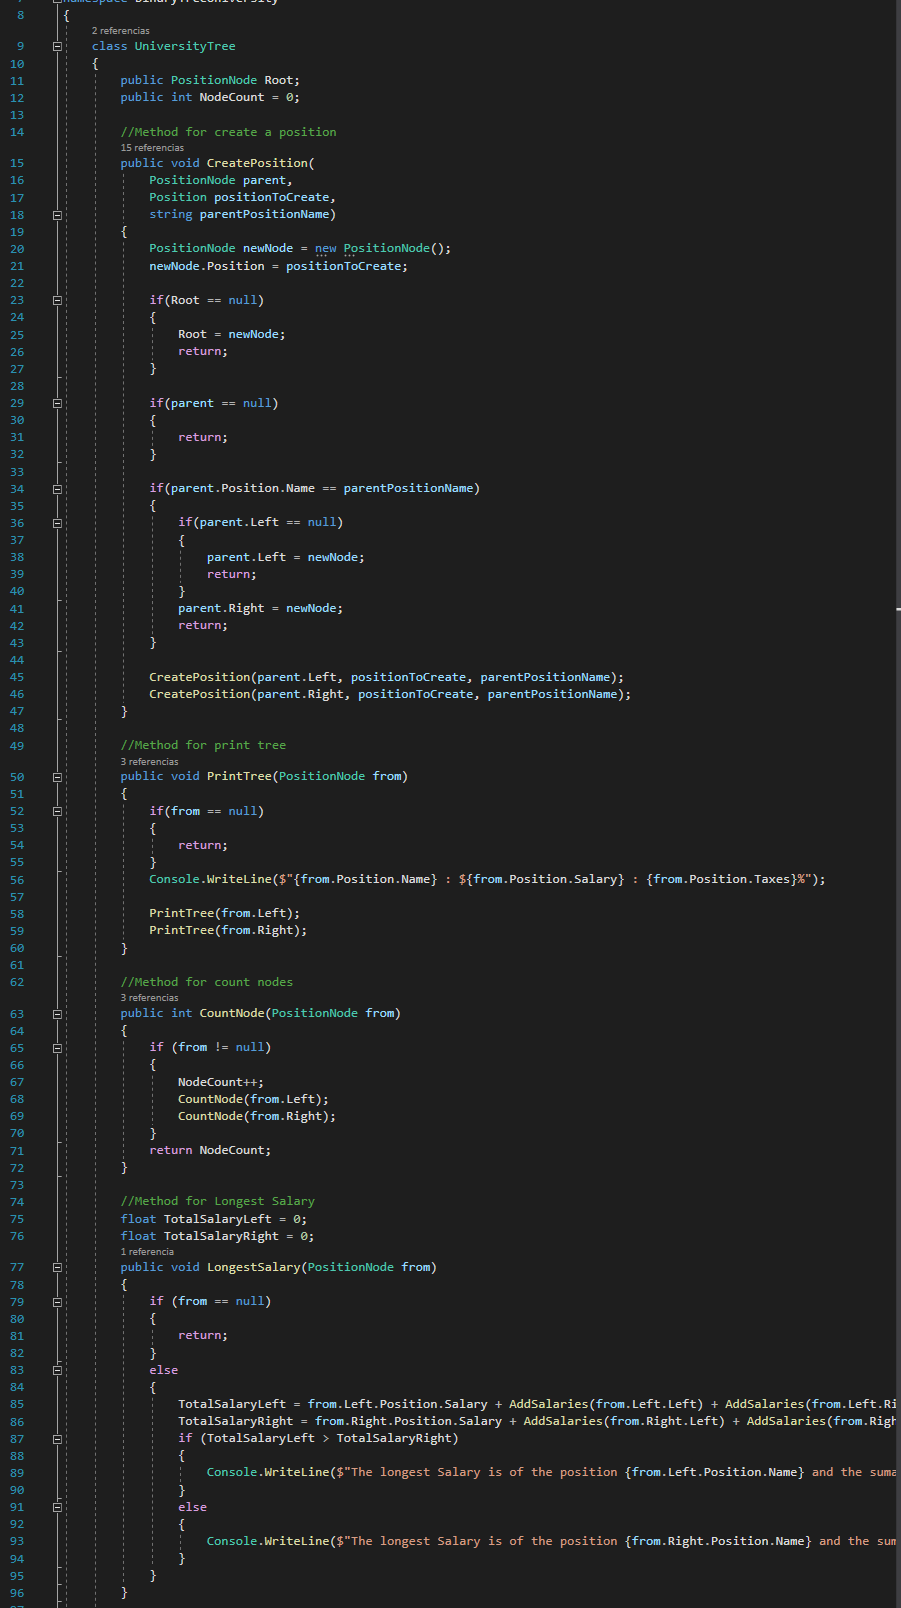 namespace BinaryTreeUniversity
8 {
2 referencias
9 class UniversityTree
10 {
11 public PositionNode Root;
12 public int NodeCount = 0;
13
14 //Method for create a position
15 referencias
15 public void CreatePosition(
16 PositionNode parent,
17 Position positionToCreate,
18 string parentPositionName)
19 {
20 PositionNode newNode = new PositionNode();
21 newNode.Position = positionToCreate;
22
23 if(Root == null)
24 {
25 Root = newNode;
26 return;
27 }
28
29 if(parent == null)
30 {
31 return;
32 }
33
34 if(parent.Position.Name == parentPositionName)
35 {
36 if(parent.Left == null)
37 {
38 parent.Left = newNode;
39 return;
40 }
41 parent.Right = newNode;
42 return;
43 }
44
45 CreatePosition(parent.Left, positionToCreate, parentPositionName);
46 CreatePosition(parent.Right, positionToCreate, parentPositionName);
47 }
48
49 //Method for print tree
3 referencias
50 public void PrintTree(PositionNode from)
51 {
52 if(from == null)
53 {
54 return;
55 }
56 Console.WriteLine($"{from.Position.Name} : ${from.Position.Salary} : {from.Position.Taxes}%");
57
58 PrintTree(from.Left);
59 PrintTree(from.Right);
60 }
61
62 //Method for count nodes
3 referencias
63 public int CountNode(PositionNode from)
64 {
65 if (from != null)
66 {
67 NodeCount++;
68 CountNode(from.Left);
69 CountNode(from.Right);
70 }
71 return NodeCount;
72 }
73
74 //Method for Longest Salary
75 float TotalSalaryLeft = 0;
76 float TotalSalaryRight = 0;
1 referencia
77 public void LongestSalary(PositionNode from)
78 {
79 if (from == null)
80 {
81 return;
82 }
83 else
84 {
85 TotalSalaryLeft = from.Left.Position.Salary + AddSalaries(from.Left.Left) + AddSalaries(from.Left.Ri
86 TotalSalaryRight = from.Right.Position.Salary + AddSalaries(from.Right.Left) + AddSalaries(from.Righ
87 if (TotalSalaryLeft > TotalSalaryRight)
88 {
89 Console.WriteLine($"The longest Salary is of the position {from.Left.Position.Name} and the suma
90 }
91 else
92 {
93 Console.WriteLine($"The longest Salary is of the position {from.Right.Position.Name} and the sum
94 }
95 }
96 }